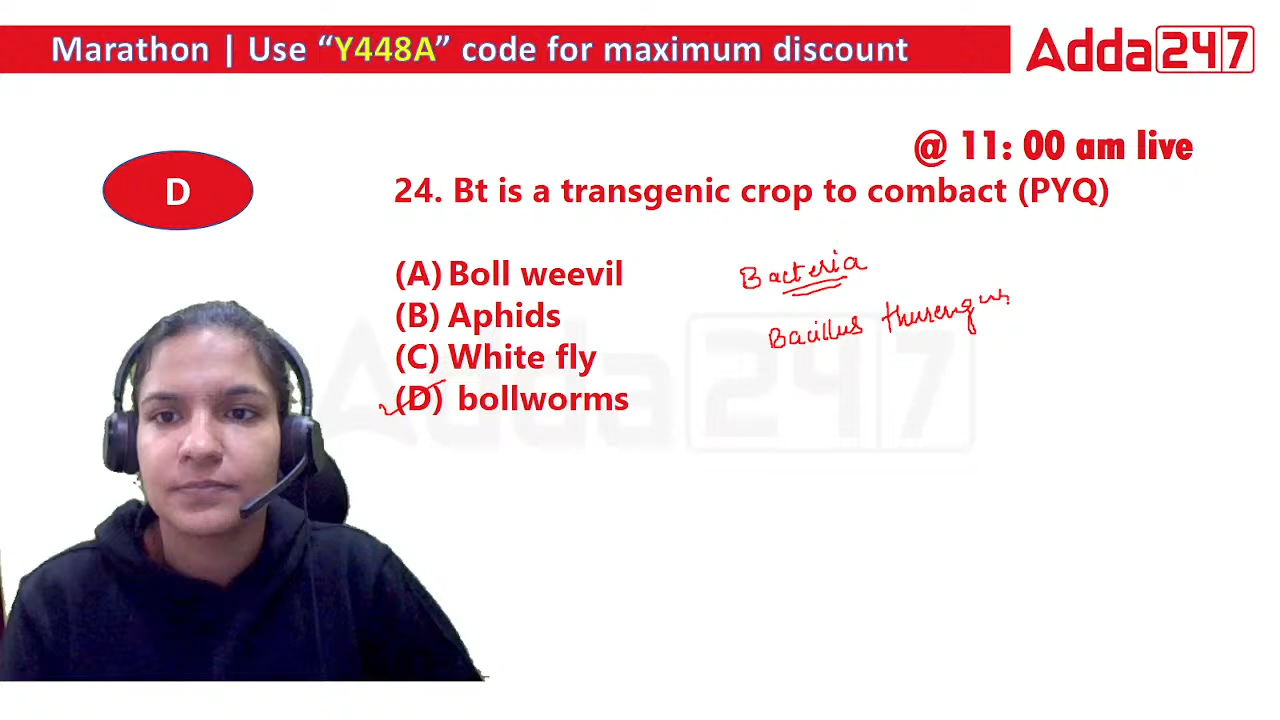 Marathon | Use “Y448A” code for maximum discount
Adda247
@ 11: 00 am live
D
24. Bt is a transgenic crop to combact (PYQ)
(A) Boll weevil
Bacteria
(B) Aphids
Bacillus
(C) White fly
(D) bollworms
Adda247